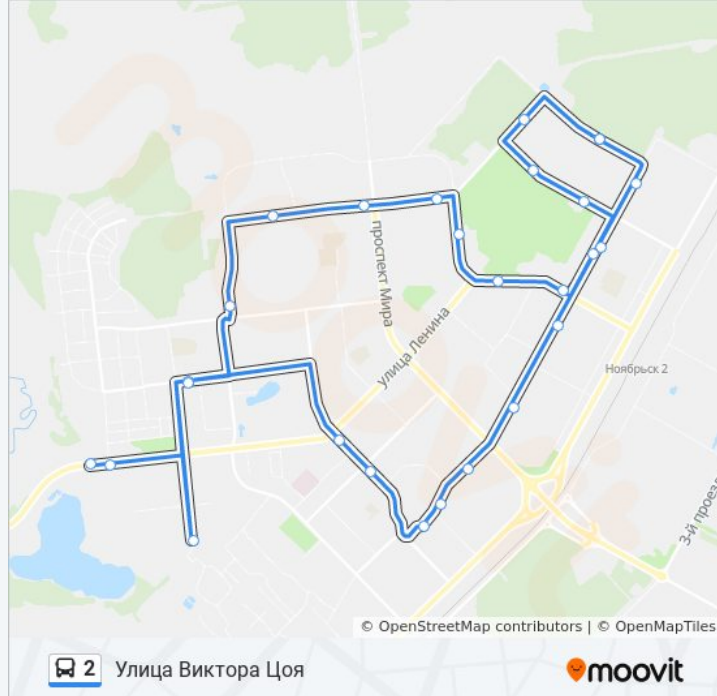 проспект Мира
улица Ленина
Ноябрьск 2
3-й проезд
© OpenStreetMap contributors | © OpenMapTiles
2 Улица Виктора Цоя
moovit